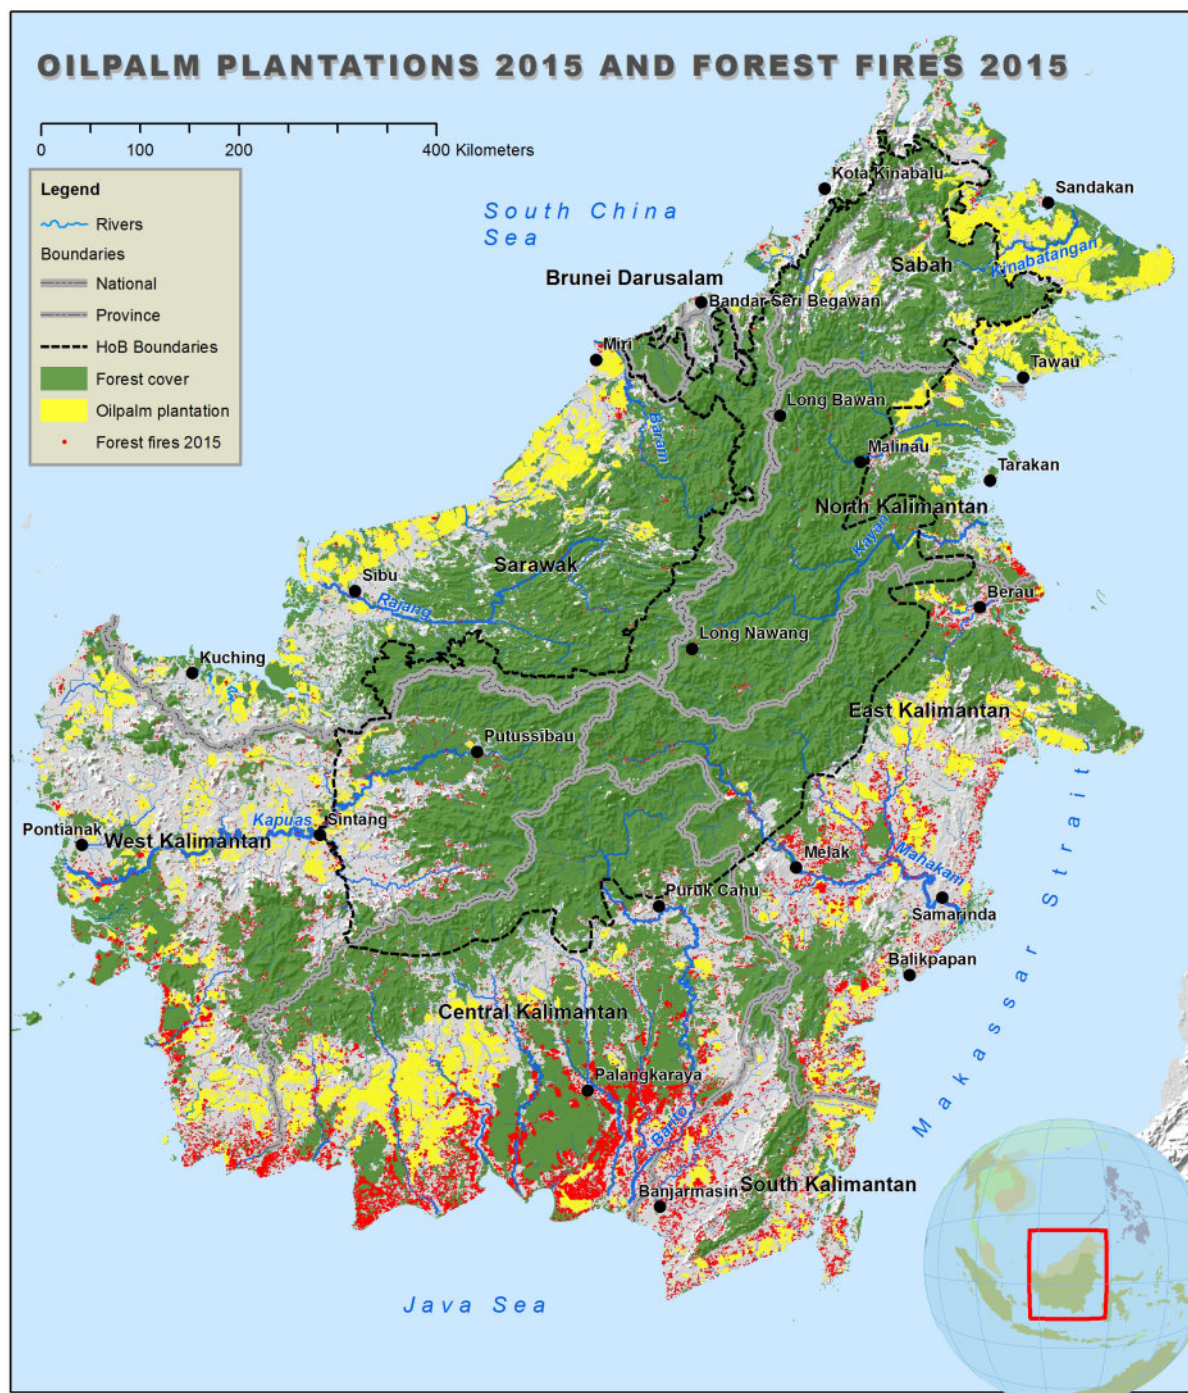 OILPALM PLANTATIONS 2015 AND FOREST FIRES 2015
0 100 200 400 Kilometers
Legend
Rivers
Boundaries
National
Province
HoB Boundaries
Forest cover
Oilpalm plantation
Forest fires 2015
South China
Sea
Kota Kinabalu
Sandakan
Sabah
Kinabatangan
Brunei Darusalam
Bandar Seri Begawan
Miri
Tawau
Long Bawan
Baram
Malinau
Tarakan
North Kalimantan
Kayan
Sarawak
Sibu
Rajang
Berau
Long Nawang
Kuching
East Kalimantan
Putussibau
Kapuas
Sintang
Pontianak
West Kalimantan
Melak
Mahakam
Puruk Cahu
Samarinda
Balikpapan
Makassar Strait
Central Kalimantan
Palangkaraya
Barito
Banjarmasin
South Kalimantan
Java Sea